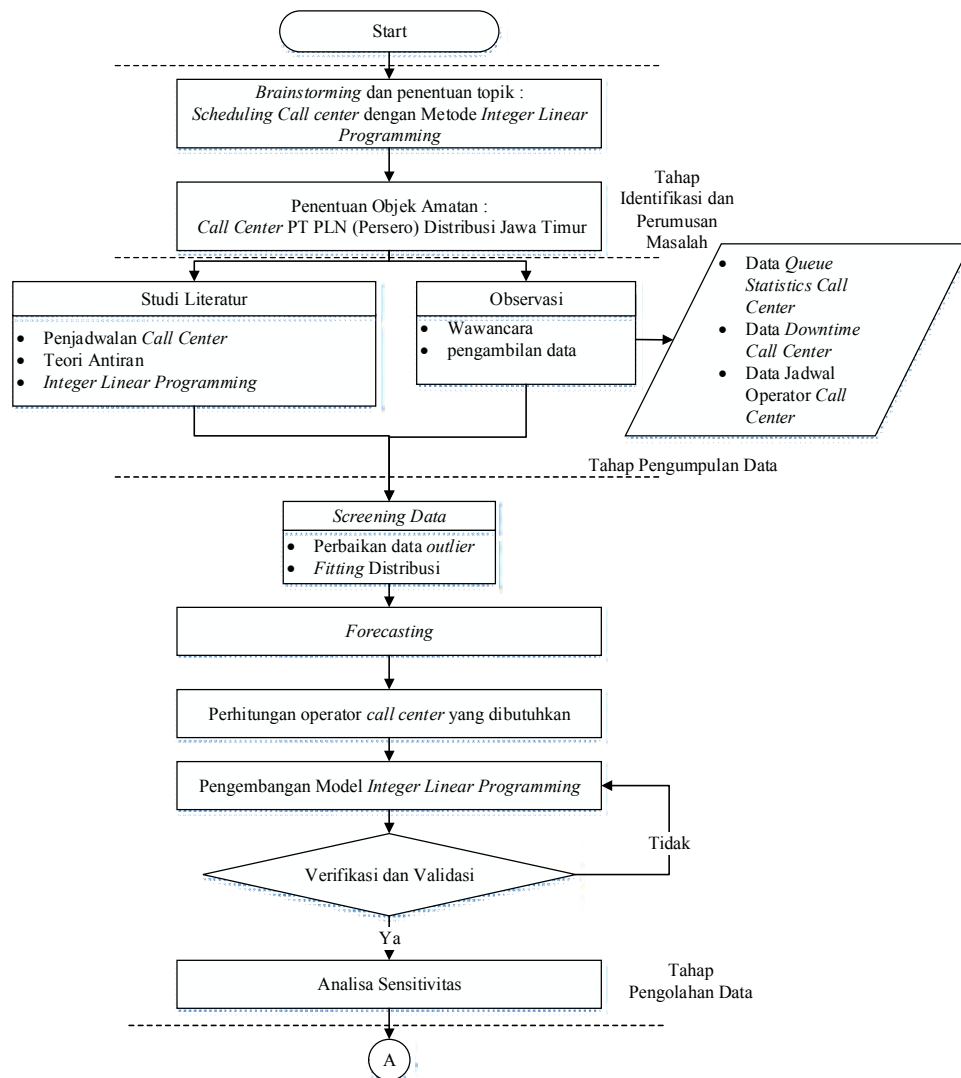 Start
Brainstorming dan penentuan topik :
Scheduling Call center dengan Metode Integer Linear
Programming
Tahap
Identifikasi dan
Perumusan
Masalah
Penentuan Objek Amatan :
Call Center PT PLN (Persero) Distribusi Jawa Timur
Studi Literatur
• Penjadwalan Call Center
• Teori Antiran
• Integer Linear Programming
Observasi
• Wawancara
• pengambilan data
• Data Queue
Statistics Call
Center
• Data Downtime
Call Center
• Data Jadwal
Operator Call
Center
Tahap Pengumpulan Data
Screening Data
• Perbaikan data outlier
• Fitting Distribusi
Forecasting
Perhitungan operator call center yang dibutuhkan
Pengembangan Model Integer Linear Programming
Tidak
Verifikasi dan Validasi
Ya
Analisa Sensitivitas
Tahap
Pengolahan Data
A